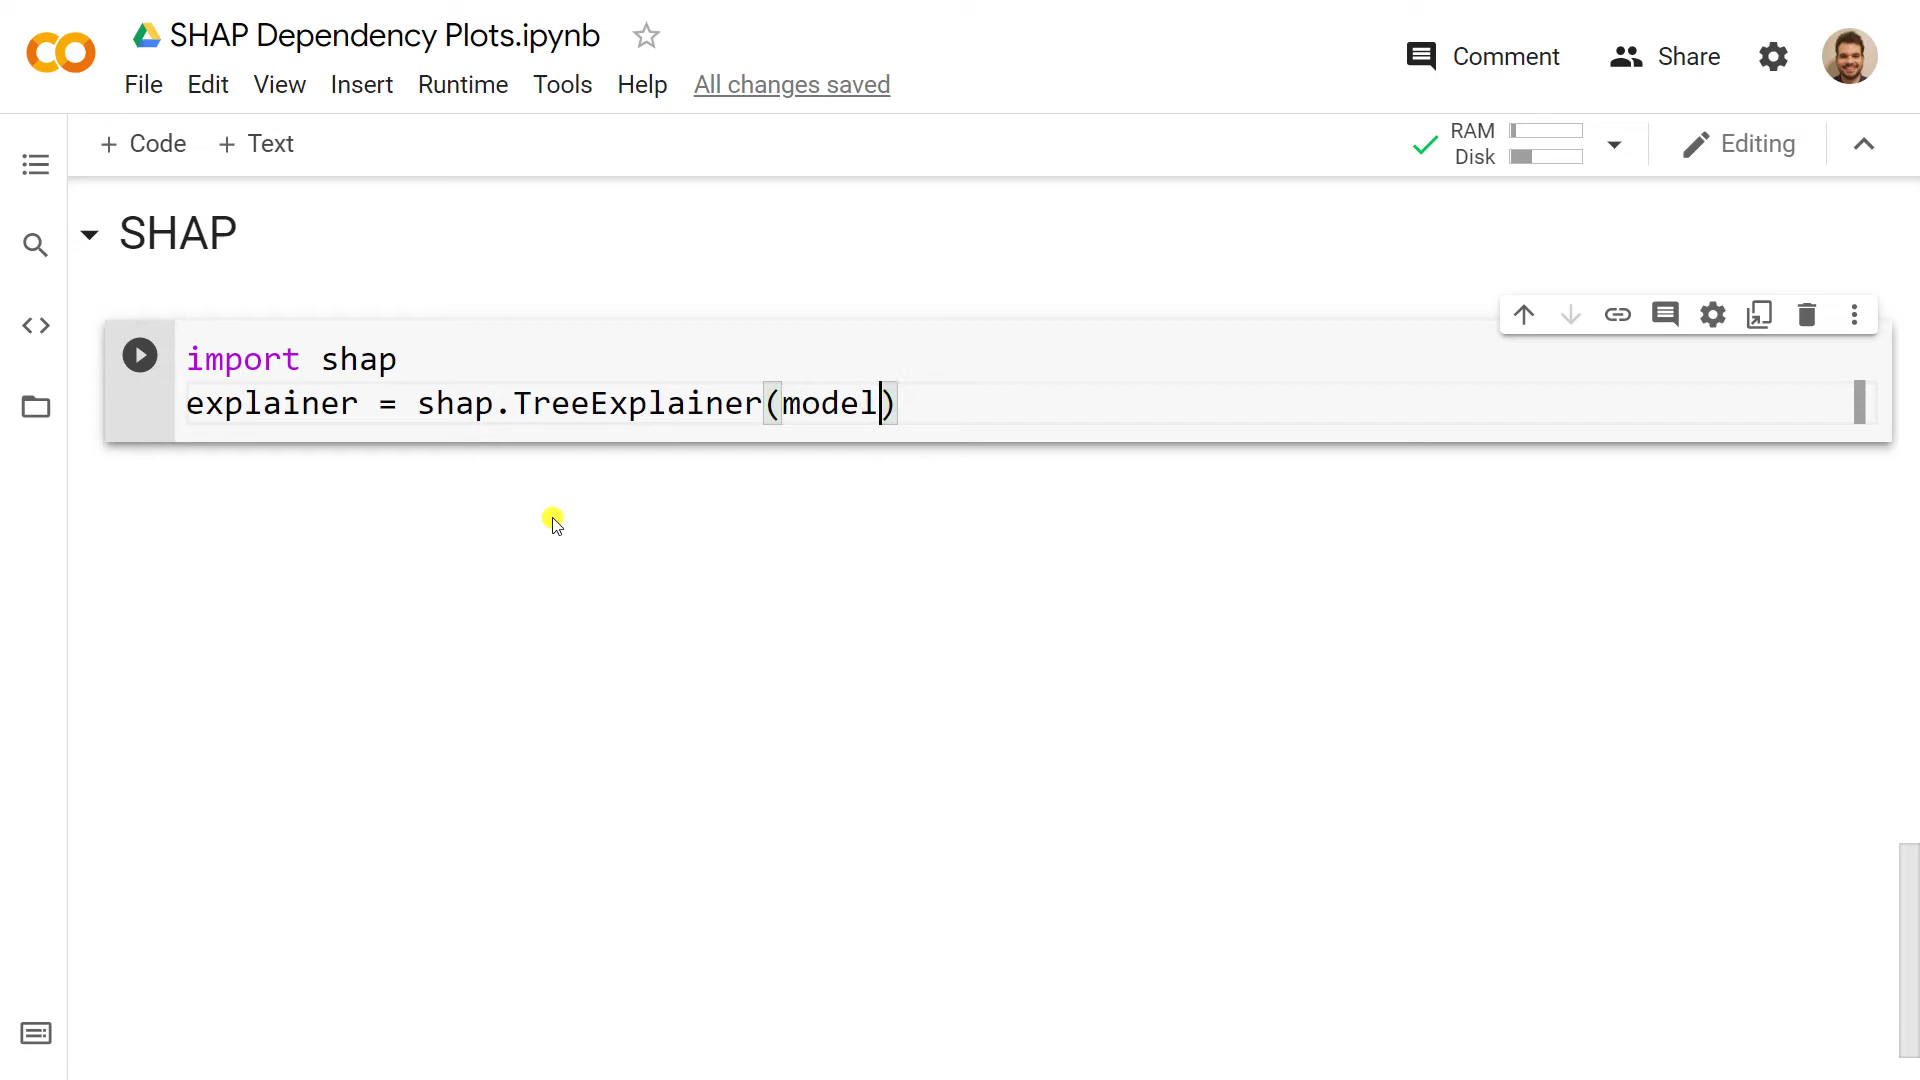 SHAP Dependency Plots.ipynb
Comment
Share
File Edit View Insert Runtime Tools Help All changes saved
+ Code + Text
RAM
Disk
Editing
SHAP
import shap
explainer = shap.TreeExplainer(model)